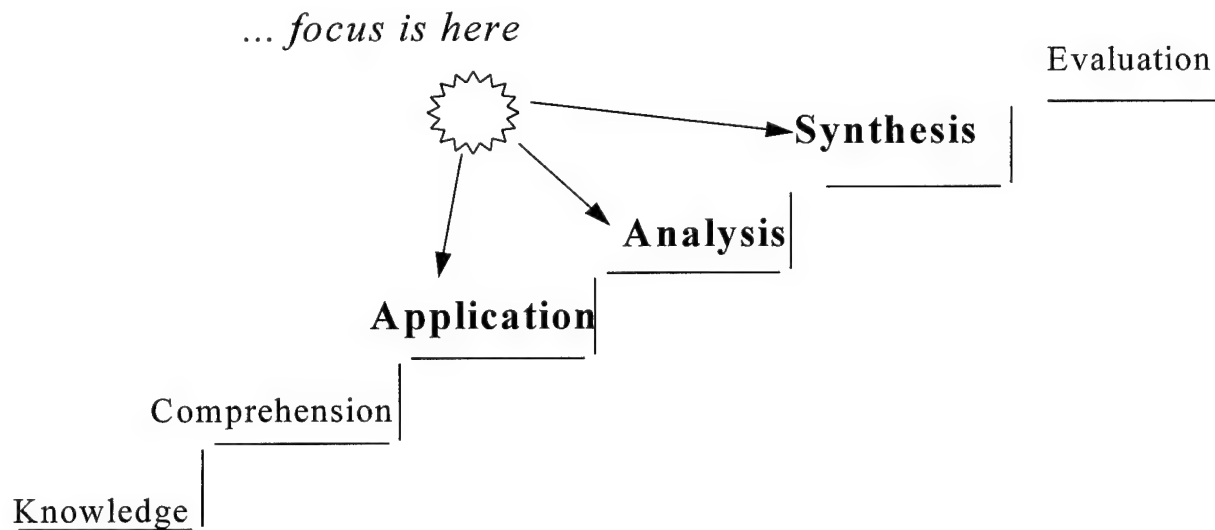 ... focus is here
Evaluation
Synthesis
Analysis
Application
Comprehension
Knowledge